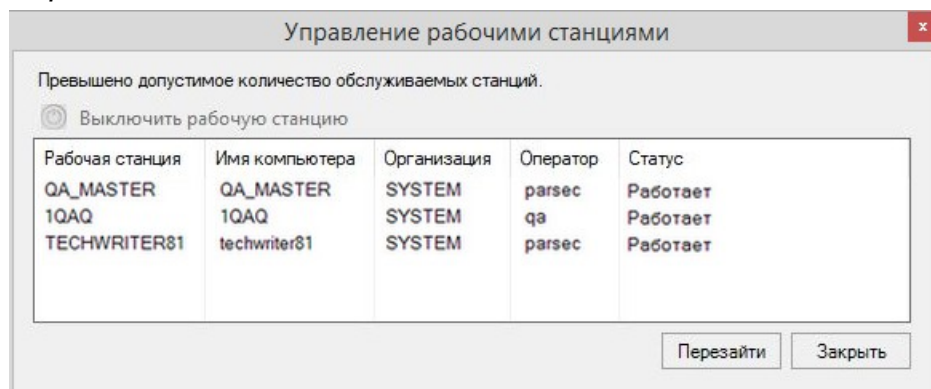 Управление рабочими станциями
x
Превышено допустимое количество обслуживаемых станций.
Выключить рабочую станцию
Рабочая станция Имя компьютера Организация Оператор Статус
QA_MASTER QA_MASTER SYSTEM parsec Работает
1QAQ 1QAQ SYSTEM qa Работает
TECHWRITER81 techwriter81 SYSTEM parsec Работает
Перезайти Закрыть